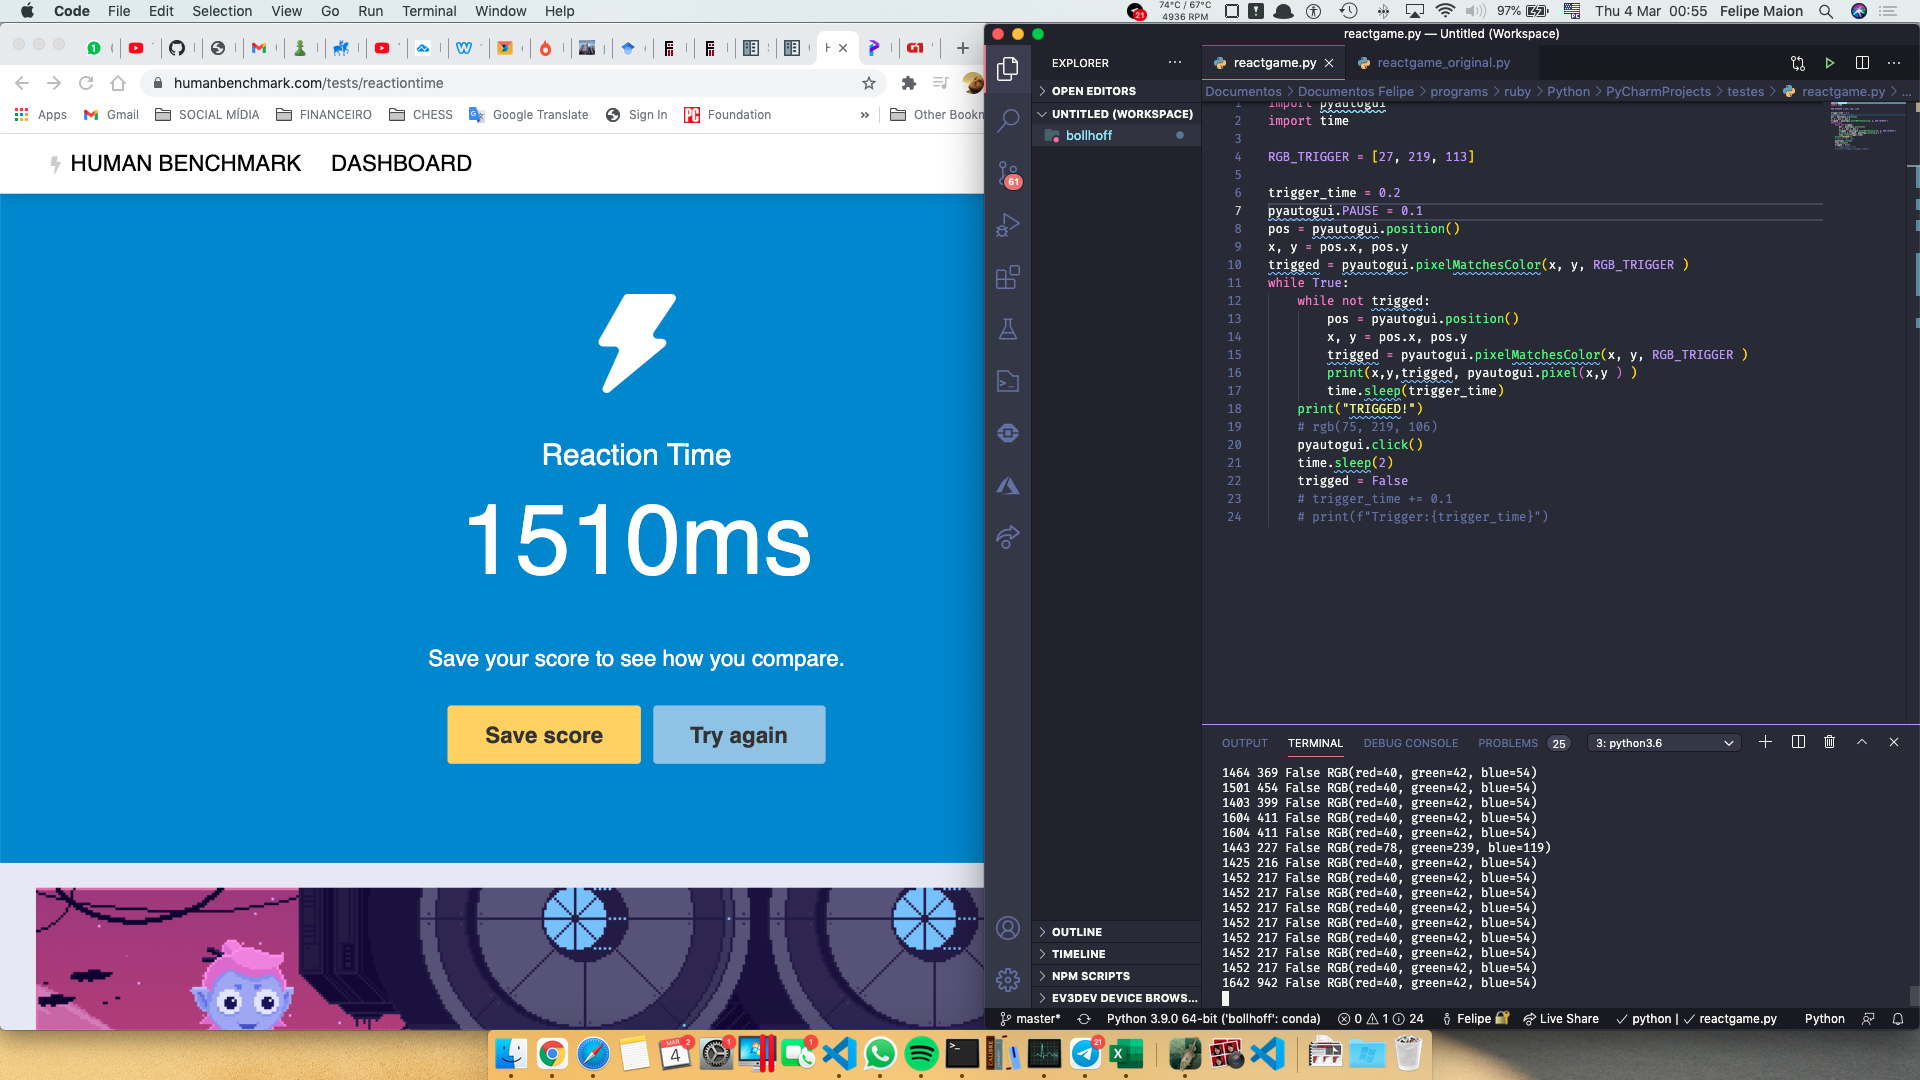 Code File Edit Selection View Go Run Terminal Window Help
21
74°C / 67°C
4936 RPM
97%
Thu 4 Mar 00:55 Felipe Maion
humanbenchmark.com/tests/reactiontime
Apps Gmail SOCIAL MÍDIA FINANCEIRO CHESS Google Translate Sign In Foundation » Other Bookn
HUMAN BENCHMARK DASHBOARD
Reaction Time
1510ms
Save your score to see how you compare.
Save score Try again
reactgame.py — Untitled (Workspace)
EXPLORER ···
OPEN EDITORS
UNTITLED (WORKSPACE)
bollhoff
61
OUTLINE
TIMELINE
NPM SCRIPTS
EV3DEV DEVICE BROWS...
reactgame.py reactgame_original.py
Documentos > Documentos Felipe > programs > ruby > Python > PyCharmProjects > testes > reactgame.py > ...
1 import pyautogui
2 import time
3
4 RGB_TRIGGER = [27, 219, 113]
5
6 trigger_time = 0.2
7 pyautogui.PAUSE = 0.1
8 pos = pyautogui.position()
9 x, y = pos.x, pos.y
10 trigged = pyautogui.pixelMatchesColor(x, y, RGB_TRIGGER )
11 while True:
12 while not trigged:
13 pos = pyautogui.position()
14 x, y = pos.x, pos.y
15 trigged = pyautogui.pixelMatchesColor(x, y, RGB_TRIGGER )
16 print(x,y,trigged, pyautogui.pixel(x,y ) )
17 time.sleep(trigger_time)
18 print("TRIGGED!")
19 # rgb(75, 219, 106)
20 pyautogui.click()
21 time.sleep(2)
22 trigged = False
23 # trigger_time += 0.1
24 # print(f"Trigger:{trigger_time}")
OUTPUT TERMINAL DEBUG CONSOLE PROBLEMS 25 3: python3.6
1464 369 False RGB(red=40, green=42, blue=54)
1501 454 False RGB(red=40, green=42, blue=54)
1403 399 False RGB(red=40, green=42, blue=54)
1604 411 False RGB(red=40, green=42, blue=54)
1604 411 False RGB(red=40, green=42, blue=54)
1443 227 False RGB(red=78, green=239, blue=119)
1425 216 False RGB(red=40, green=42, blue=54)
1452 217 False RGB(red=40, green=42, blue=54)
1452 217 False RGB(red=40, green=42, blue=54)
1452 217 False RGB(red=40, green=42, blue=54)
1452 217 False RGB(red=40, green=42, blue=54)
1452 217 False RGB(red=40, green=42, blue=54)
1452 217 False RGB(red=40, green=42, blue=54)
1452 217 False RGB(red=40, green=42, blue=54)
1642 942 False RGB(red=40, green=42, blue=54)
master* Python 3.9.0 64-bit ('bollhoff': conda) 0 1 24 Felipe Live Share python | reactgame.py Python
MAR 2
4
1
1
21